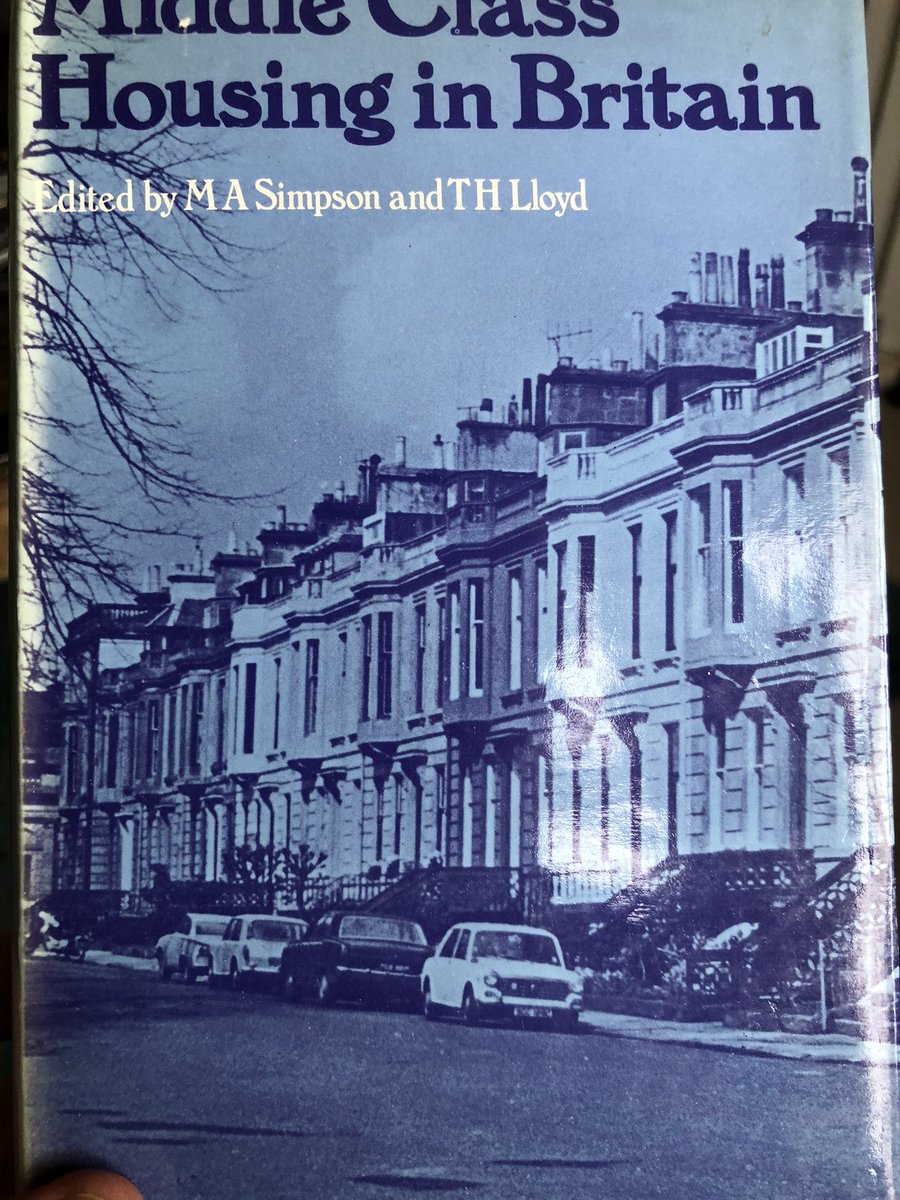 Middle Class
Housing in Britain
Edited by M A Simpson and T H Lloyd